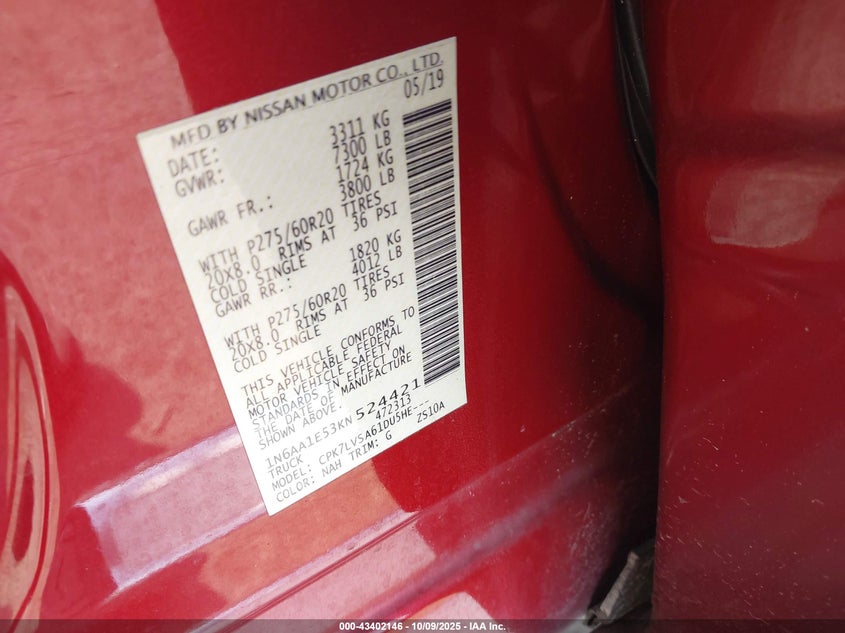 MFD BY NISSAN MOTOR CO., LTD.
DATE: 05/19
GVWR: 3311 KG
7300 LB
GAWR FR.: 1724 KG
3800 LB
WITH P275/60R20 TIRES
20X8.0 RIMS AT 36 PSI
COLD SINGLE
GAWR RR.: 1820 KG
4012 LB
WITH P275/60R20 TIRES
20X8.0 RIMS AT 36 PSI
COLD SINGLE
THIS VEHICLE CONFORMS TO
ALL APPLICABLE FEDERAL
MOTOR VEHICLE SAFETY
STANDARDS IN EFFECT ON
THE DATE OF MANUFACTURE
SHOWN ABOVE.
1N6AA1E53KN524421
TRUCK 472313
MODEL: CPK7LVSA61DU5HE---
COLOR: NAH TRIM: G ZS10A
000-43402146 - 10/09/2025 - IAA Inc.